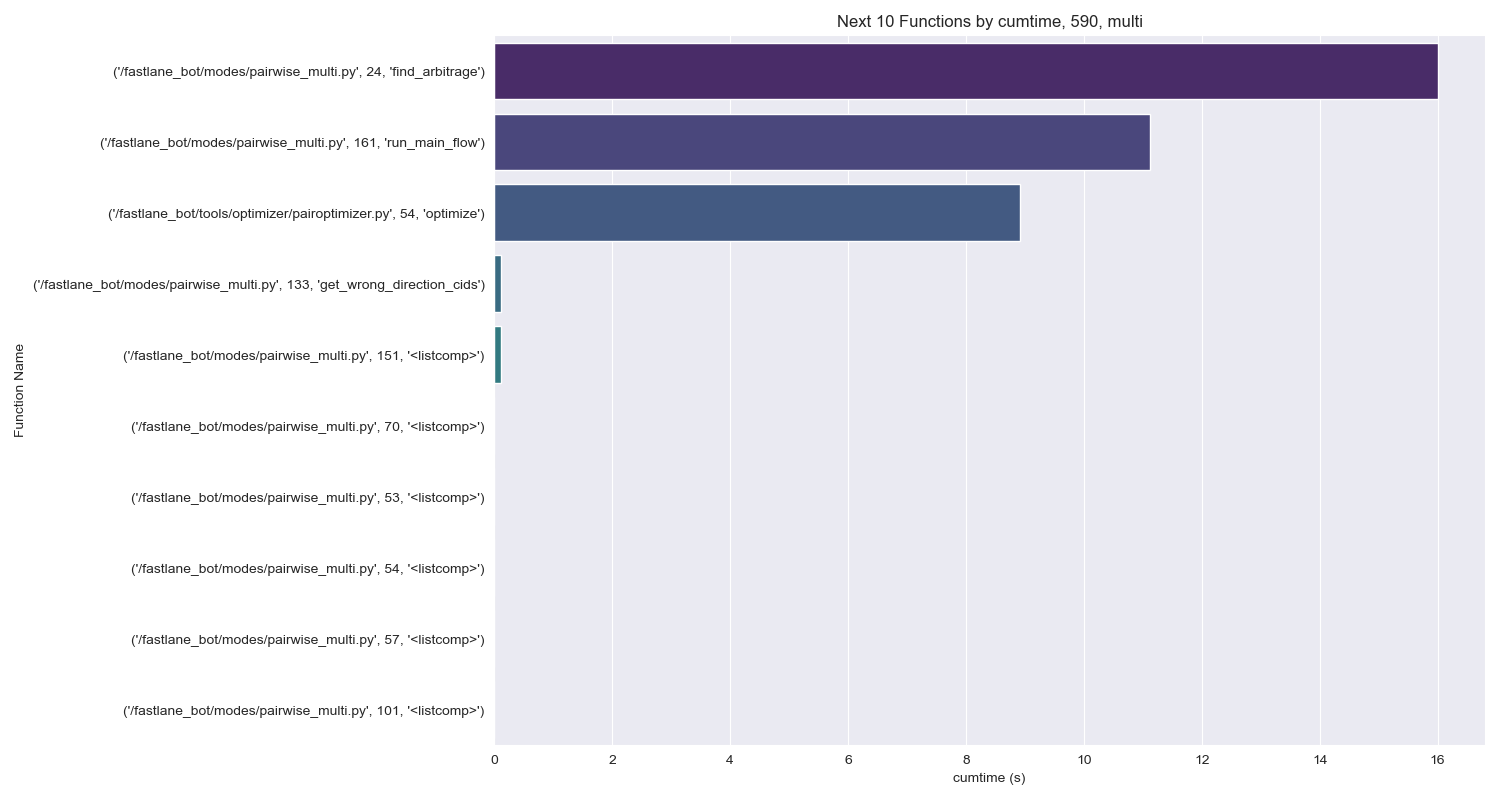 Next 10 Functions by cumtime, 590, multi
('/fastlane_bot/modes/pairwise_multi.py', 24, 'find_arbitrage')
('/fastlane_bot/modes/pairwise_multi.py', 161, 'run_main_flow')
('/fastlane_bot/tools/optimizer/pairoptimizer.py', 54, 'optimize')
('/fastlane_bot/modes/pairwise_multi.py', 133, 'get_wrong_direction_cids')
('/fastlane_bot/modes/pairwise_multi.py', 151, '<listcomp>')
('/fastlane_bot/modes/pairwise_multi.py', 70, '<listcomp>')
('/fastlane_bot/modes/pairwise_multi.py', 53, '<listcomp>')
('/fastlane_bot/modes/pairwise_multi.py', 54, '<listcomp>')
('/fastlane_bot/modes/pairwise_multi.py', 57, '<listcomp>')
('/fastlane_bot/modes/pairwise_multi.py', 101, '<listcomp>')
Function Name
0 2 4 6 8 10 12 14 16
cumtime (s)